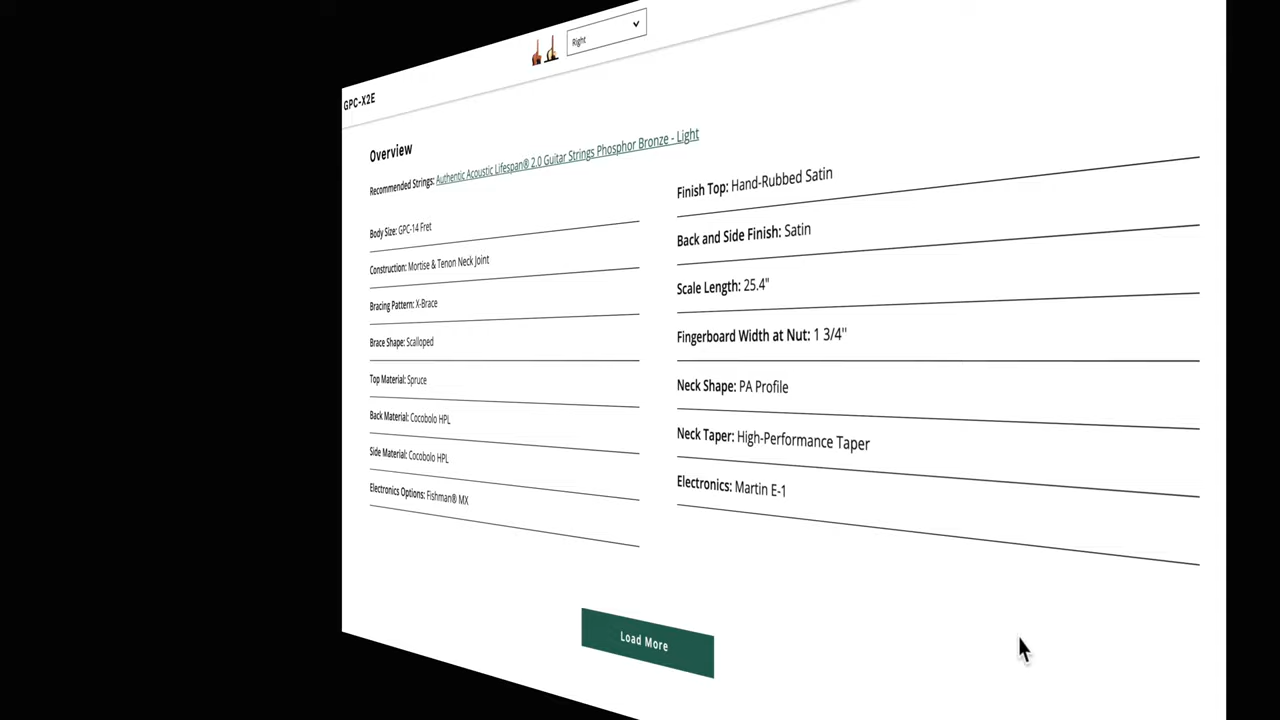 Right
GPC-X2E
Overview
Recommended Strings: Authentic Acoustic Lifespan® 2.0 Guitar Strings Phosphor Bronze - Light
Body Size: GPC-14 Fret
Construction: Mortise & Tenon Neck Joint
Bracing Pattern: X-Brace
Brace Shape: Scalloped
Top Material: Spruce
Back Material: Cocobolo HPL
Side Material: Cocobolo HPL
Electronics Options: Fishman® MX
Finish Top: Hand-Rubbed Satin
Back and Side Finish: Satin
Scale Length: 25.4"
Fingerboard Width at Nut: 1 3/4''
Neck Shape: PA Profile
Neck Taper: High-Performance Taper
Electronics: Martin E-1
Load More